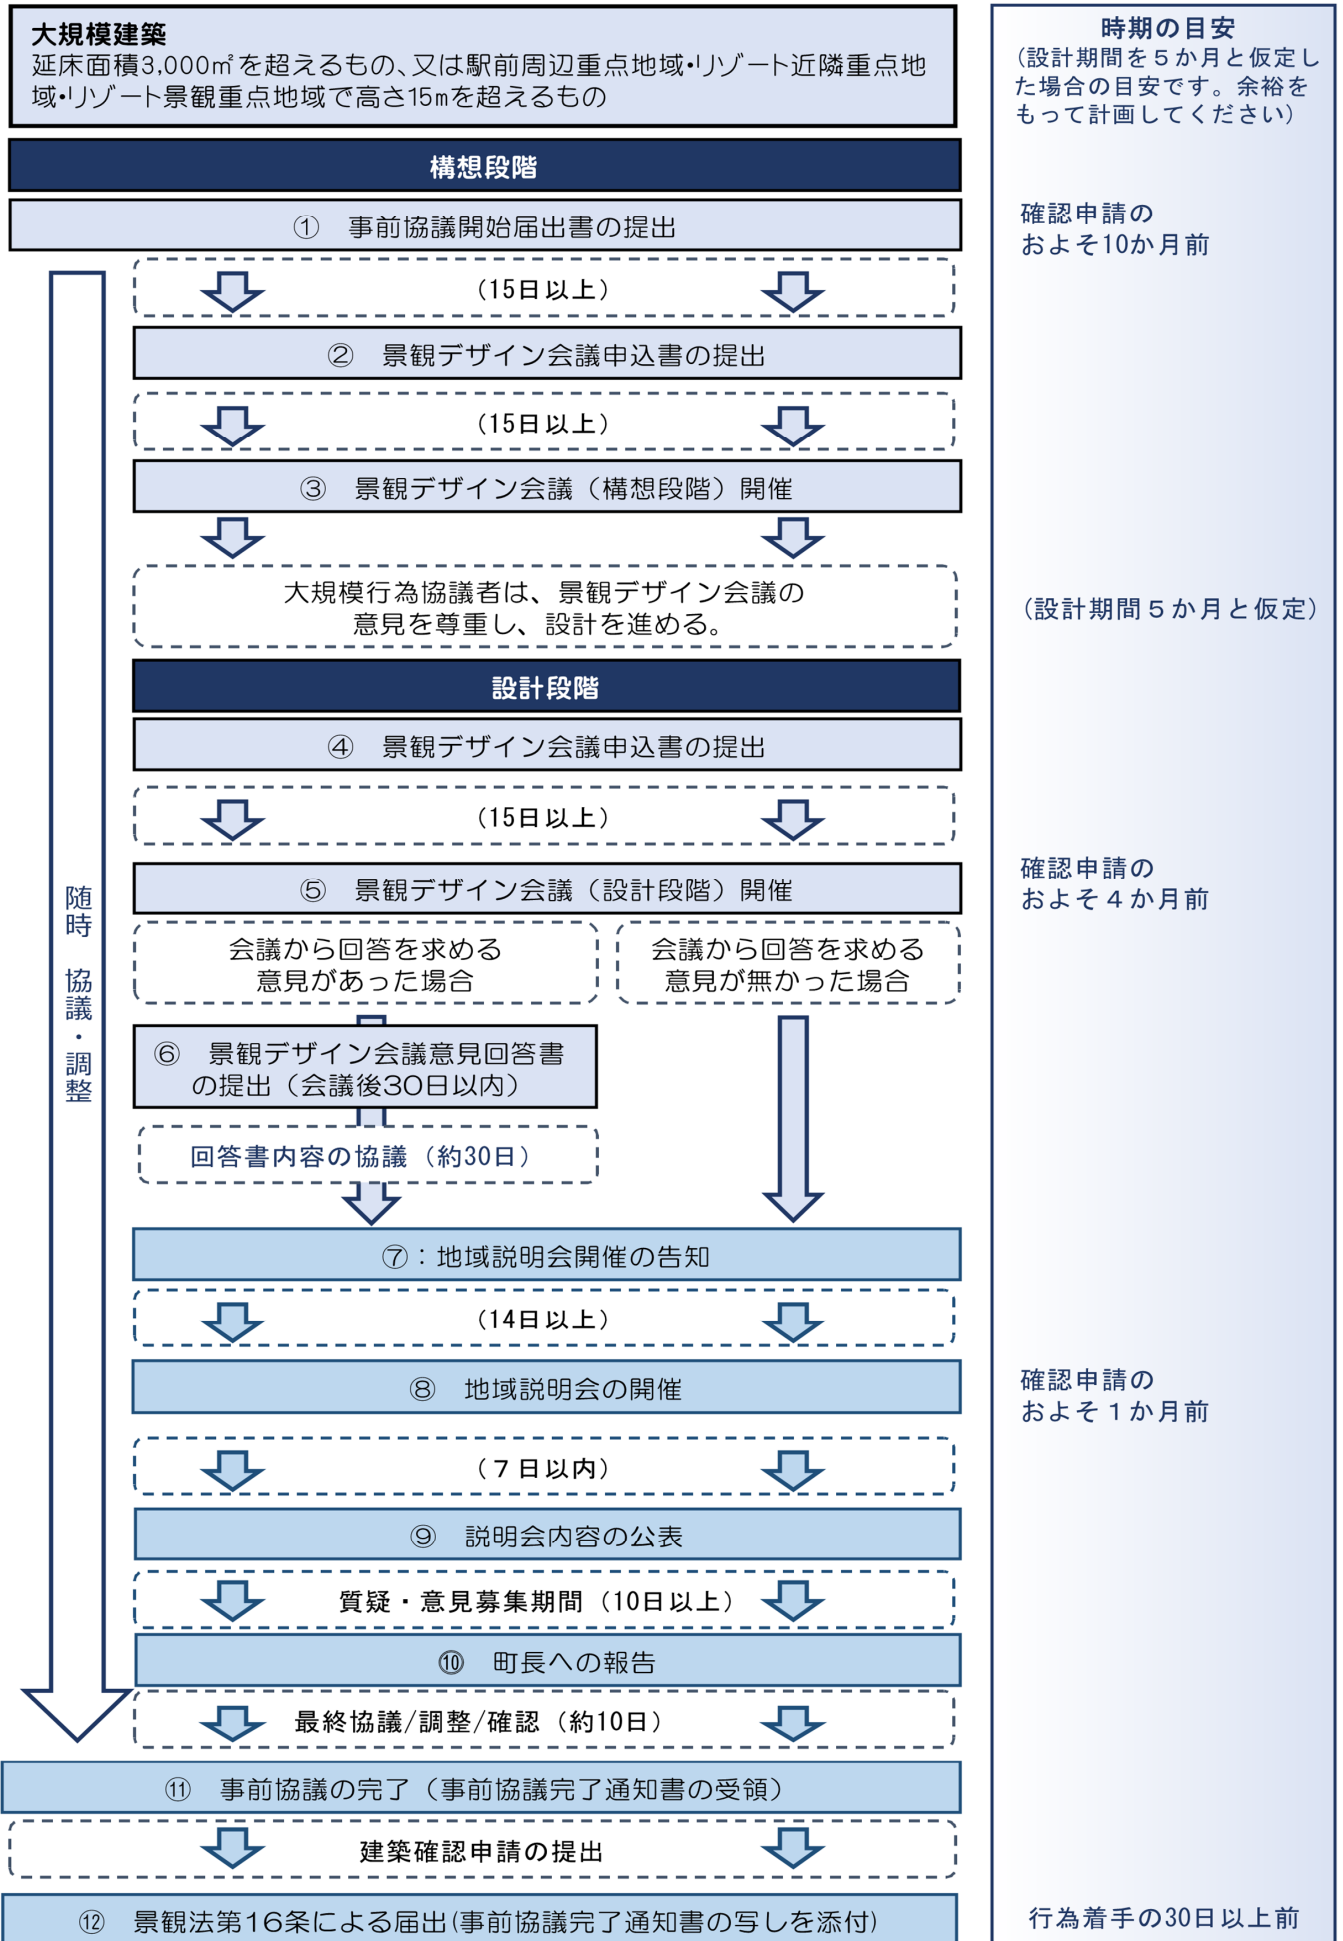 大規模建築
延床面積3,000㎡を超えるもの、又は駅前周辺重点地域・リゾート近隣重点地
域・リゾート景観重点地域で高さ15mを超えるもの
時期の目安
(設計期間を５か月と仮定し
た場合の目安です。余裕を
もって計画してください)
構想段階
① 事前協議開始届出書の提出
確認申請の
およそ10か月前
(15日以上)
② 景観デザイン会議申込書の提出
(15日以上)
③ 景観デザイン会議（構想段階）開催
大規模行為協議者は、景観デザイン会議の
意見を尊重し、設計を進める。
(設計期間５か月と仮定)
設計段階
④ 景観デザイン会議申込書の提出
(15日以上)
⑤ 景観デザイン会議（設計段階）開催
確認申請の
およそ４か月前
随時 協議・調整
会議から回答を求める
意見があった場合
会議から回答を求める
意見が無かった場合
⑥ 景観デザイン会議意見回答書
の提出（会議後30日以内）
回答書内容の協議（約30日）
⑦：地域説明会開催の告知
(14日以上)
⑧ 地域説明会の開催
確認申請の
およそ１か月前
(７日以内)
⑨ 説明会内容の公表
質疑・意見募集期間（10日以上）
⑩ 町長への報告
最終協議/調整/確認（約10日）
⑪ 事前協議の完了（事前協議完了通知書の受領）
建築確認申請の提出
⑫ 景観法第16条による届出(事前協議完了通知書の写しを添付)
行為着手の30日以上前